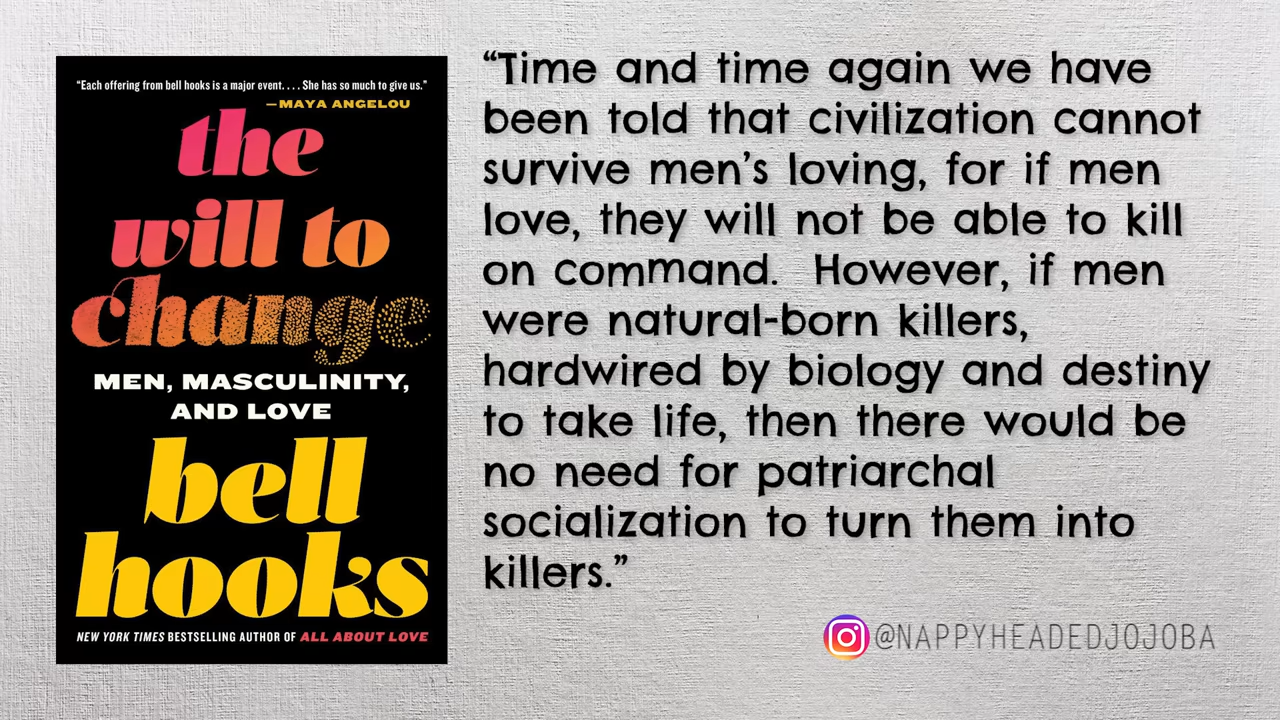 “Each offering from bell hooks is a major event. . . . She has so much to give us.”
—MAYA ANGELOU
the
will to
change
MEN, MASCULINITY,
AND LOVE
bell
hooks
NEW YORK TIMES BESTSELLING AUTHOR OF ALL ABOUT LOVE
“Time and time again we have
been told that civilization cannot
survive men’s loving, for if men
love, they will not be able to kill
on command.  However, if men
were natural-born killers,
hardwired by biology and destiny
to take life, then there would be
no need for patriarchal
socialization to turn them into
killers.”
@NAPPYHEADEDJOJOBA